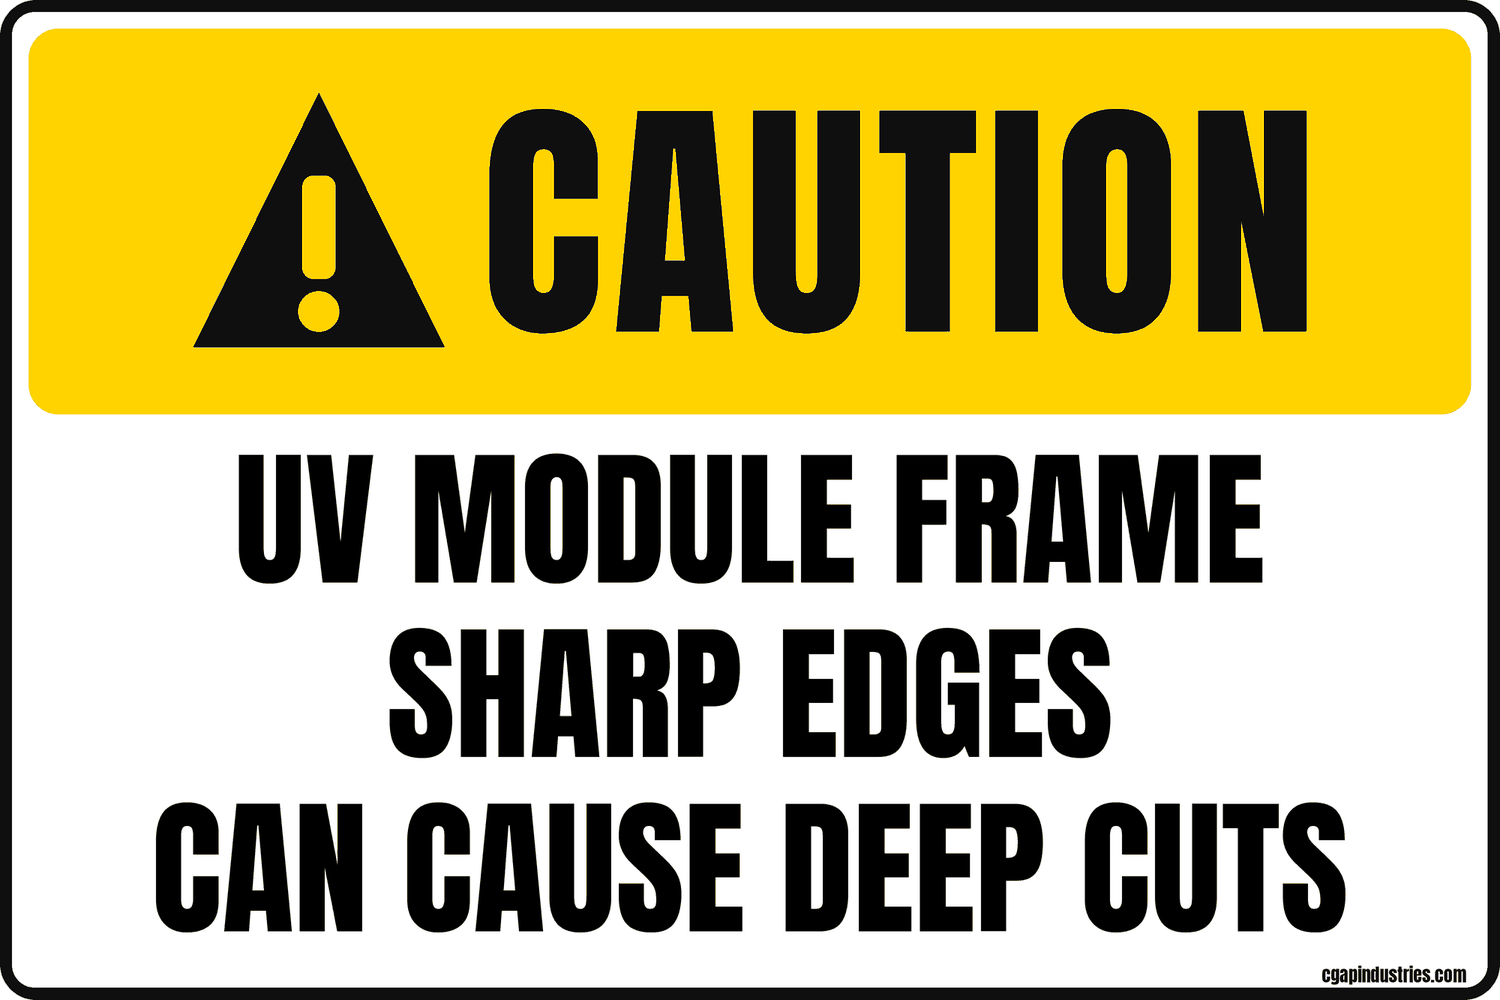 CAUTION
UV MODULE FRAME
SHARP EDGES
CAN CAUSE DEEP CUTS
cgapindustries.com